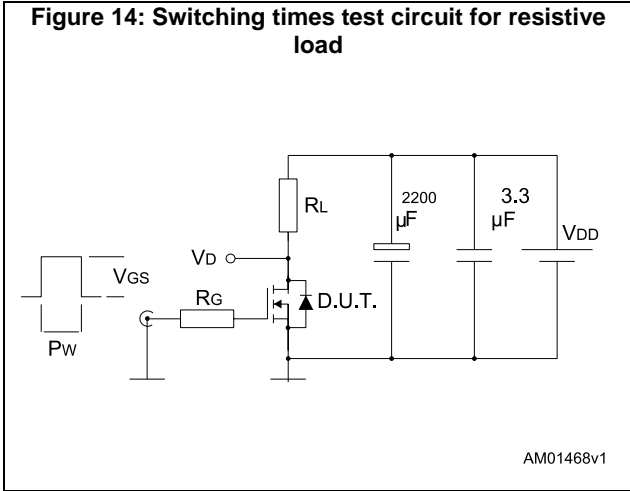 Figure 14: Switching times test circuit for resistive
load
RL
2200
μF
3.3
μF
VDD
VD
VGS
RG
D.U.T.
PW
AM01468v1